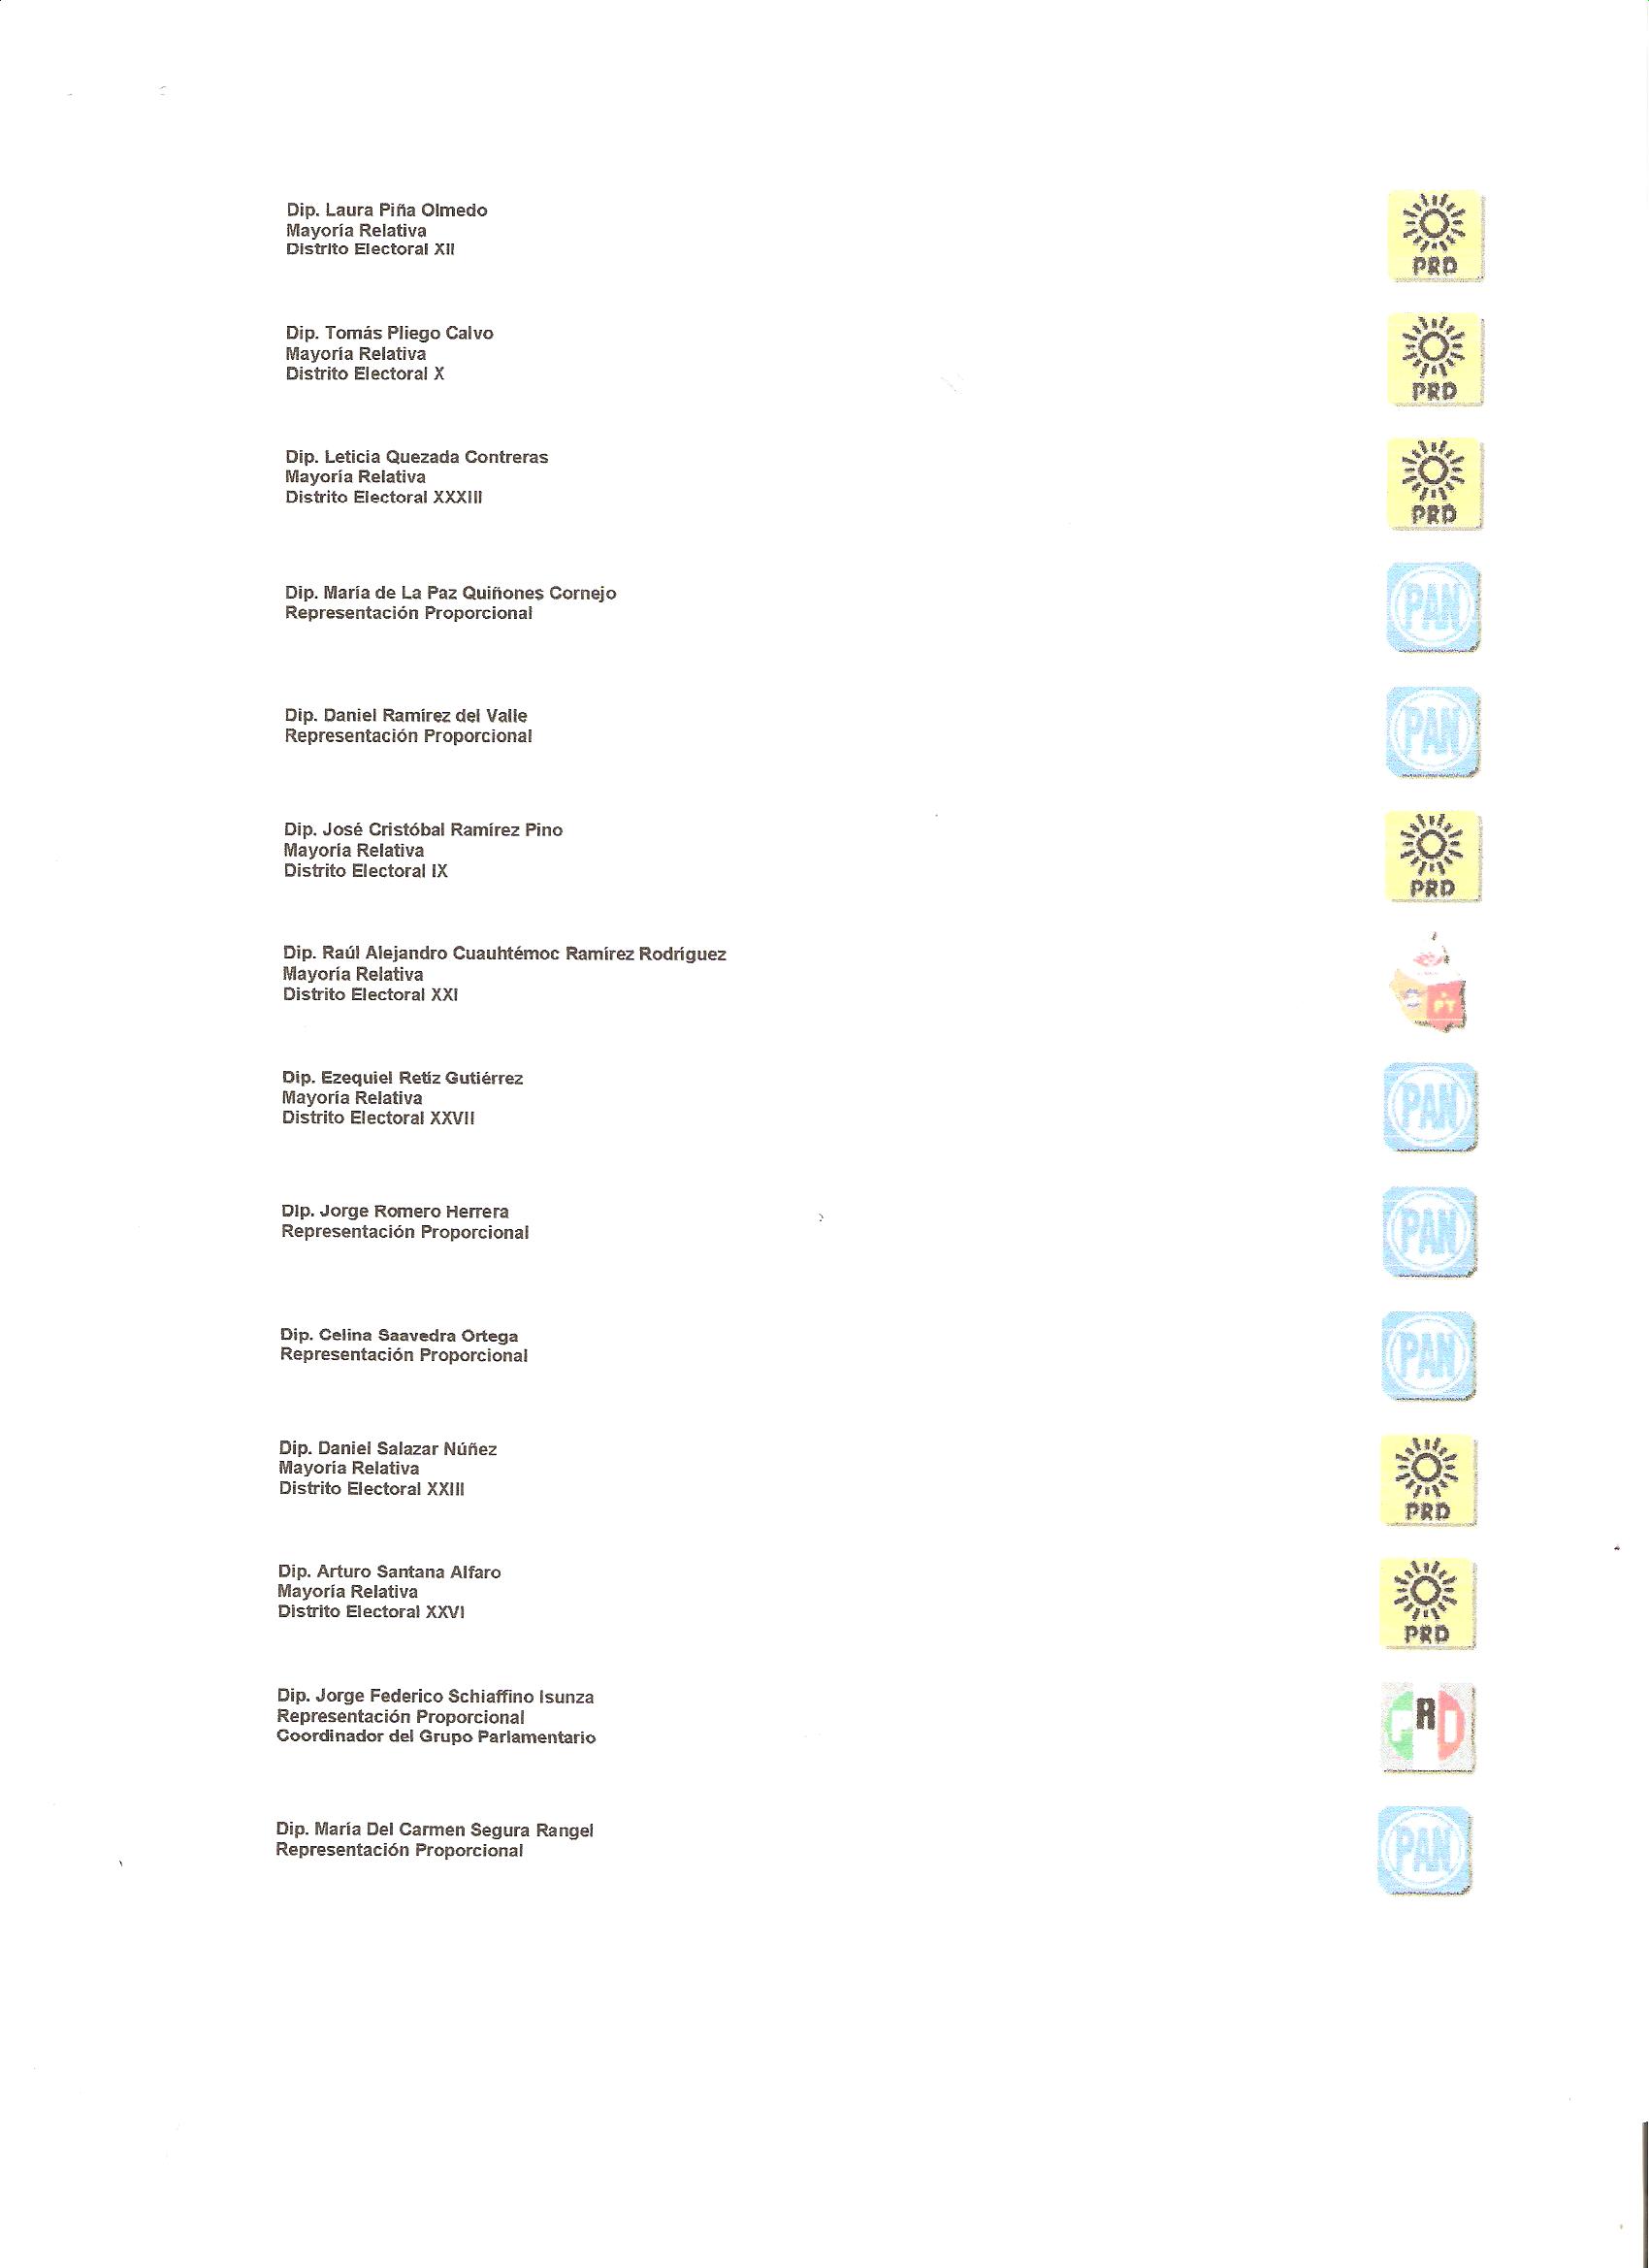 Dip. Laura Piña Olmedo
Mayoría Relativa
Distrito Electoral XII
PRD
Dip. Tomás Pliego Calvo
Mayoría Relativa
Distrito Electoral X
PRD
Dip. Leticia Quezada Contreras
Mayoría Relativa
Distrito Electoral XXXIII
PRD
Dip. María de La Paz Quiñones Cornejo
Representación Proporcional
PAN
Dip. Daniel Ramírez del Valle
Representación Proporcional
PAN
Dip. José Cristóbal Ramírez Pino
Mayoría Relativa
Distrito Electoral IX
PRD
Dip. Raúl Alejandro Cuauhtémoc Ramírez Rodríguez
Mayoría Relativa
Distrito Electoral XXI
PT
Dip. Ezequiel Retiz Gutiérrez
Mayoría Relativa
Distrito Electoral XXVII
PAN
Dip. Jorge Romero Herrera
Representación Proporcional
PAN
Dip. Celina Saavedra Ortega
Representación Proporcional
PAN
Dip. Daniel Salazar Núñez
Mayoría Relativa
Distrito Electoral XXIII
PRD
Dip. Arturo Santana Alfaro
Mayoría Relativa
Distrito Electoral XXVI
PRD
Dip. Jorge Federico Schiaffino Isunza
Representación Proporcional
Coordinador del Grupo Parlamentario
Dip. María Del Carmen Segura Rangel
Representación Proporcional
PAN